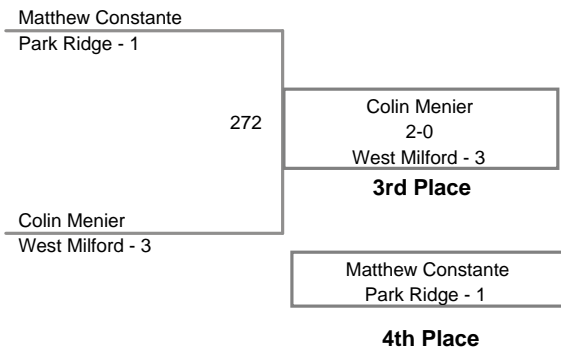 Matthew Constante
Park Ridge - 1
272
Colin Menier
2-0
West Milford - 3
3rd Place
Colin Menier
West Milford - 3
Matthew Constante
Park Ridge - 1
4th Place